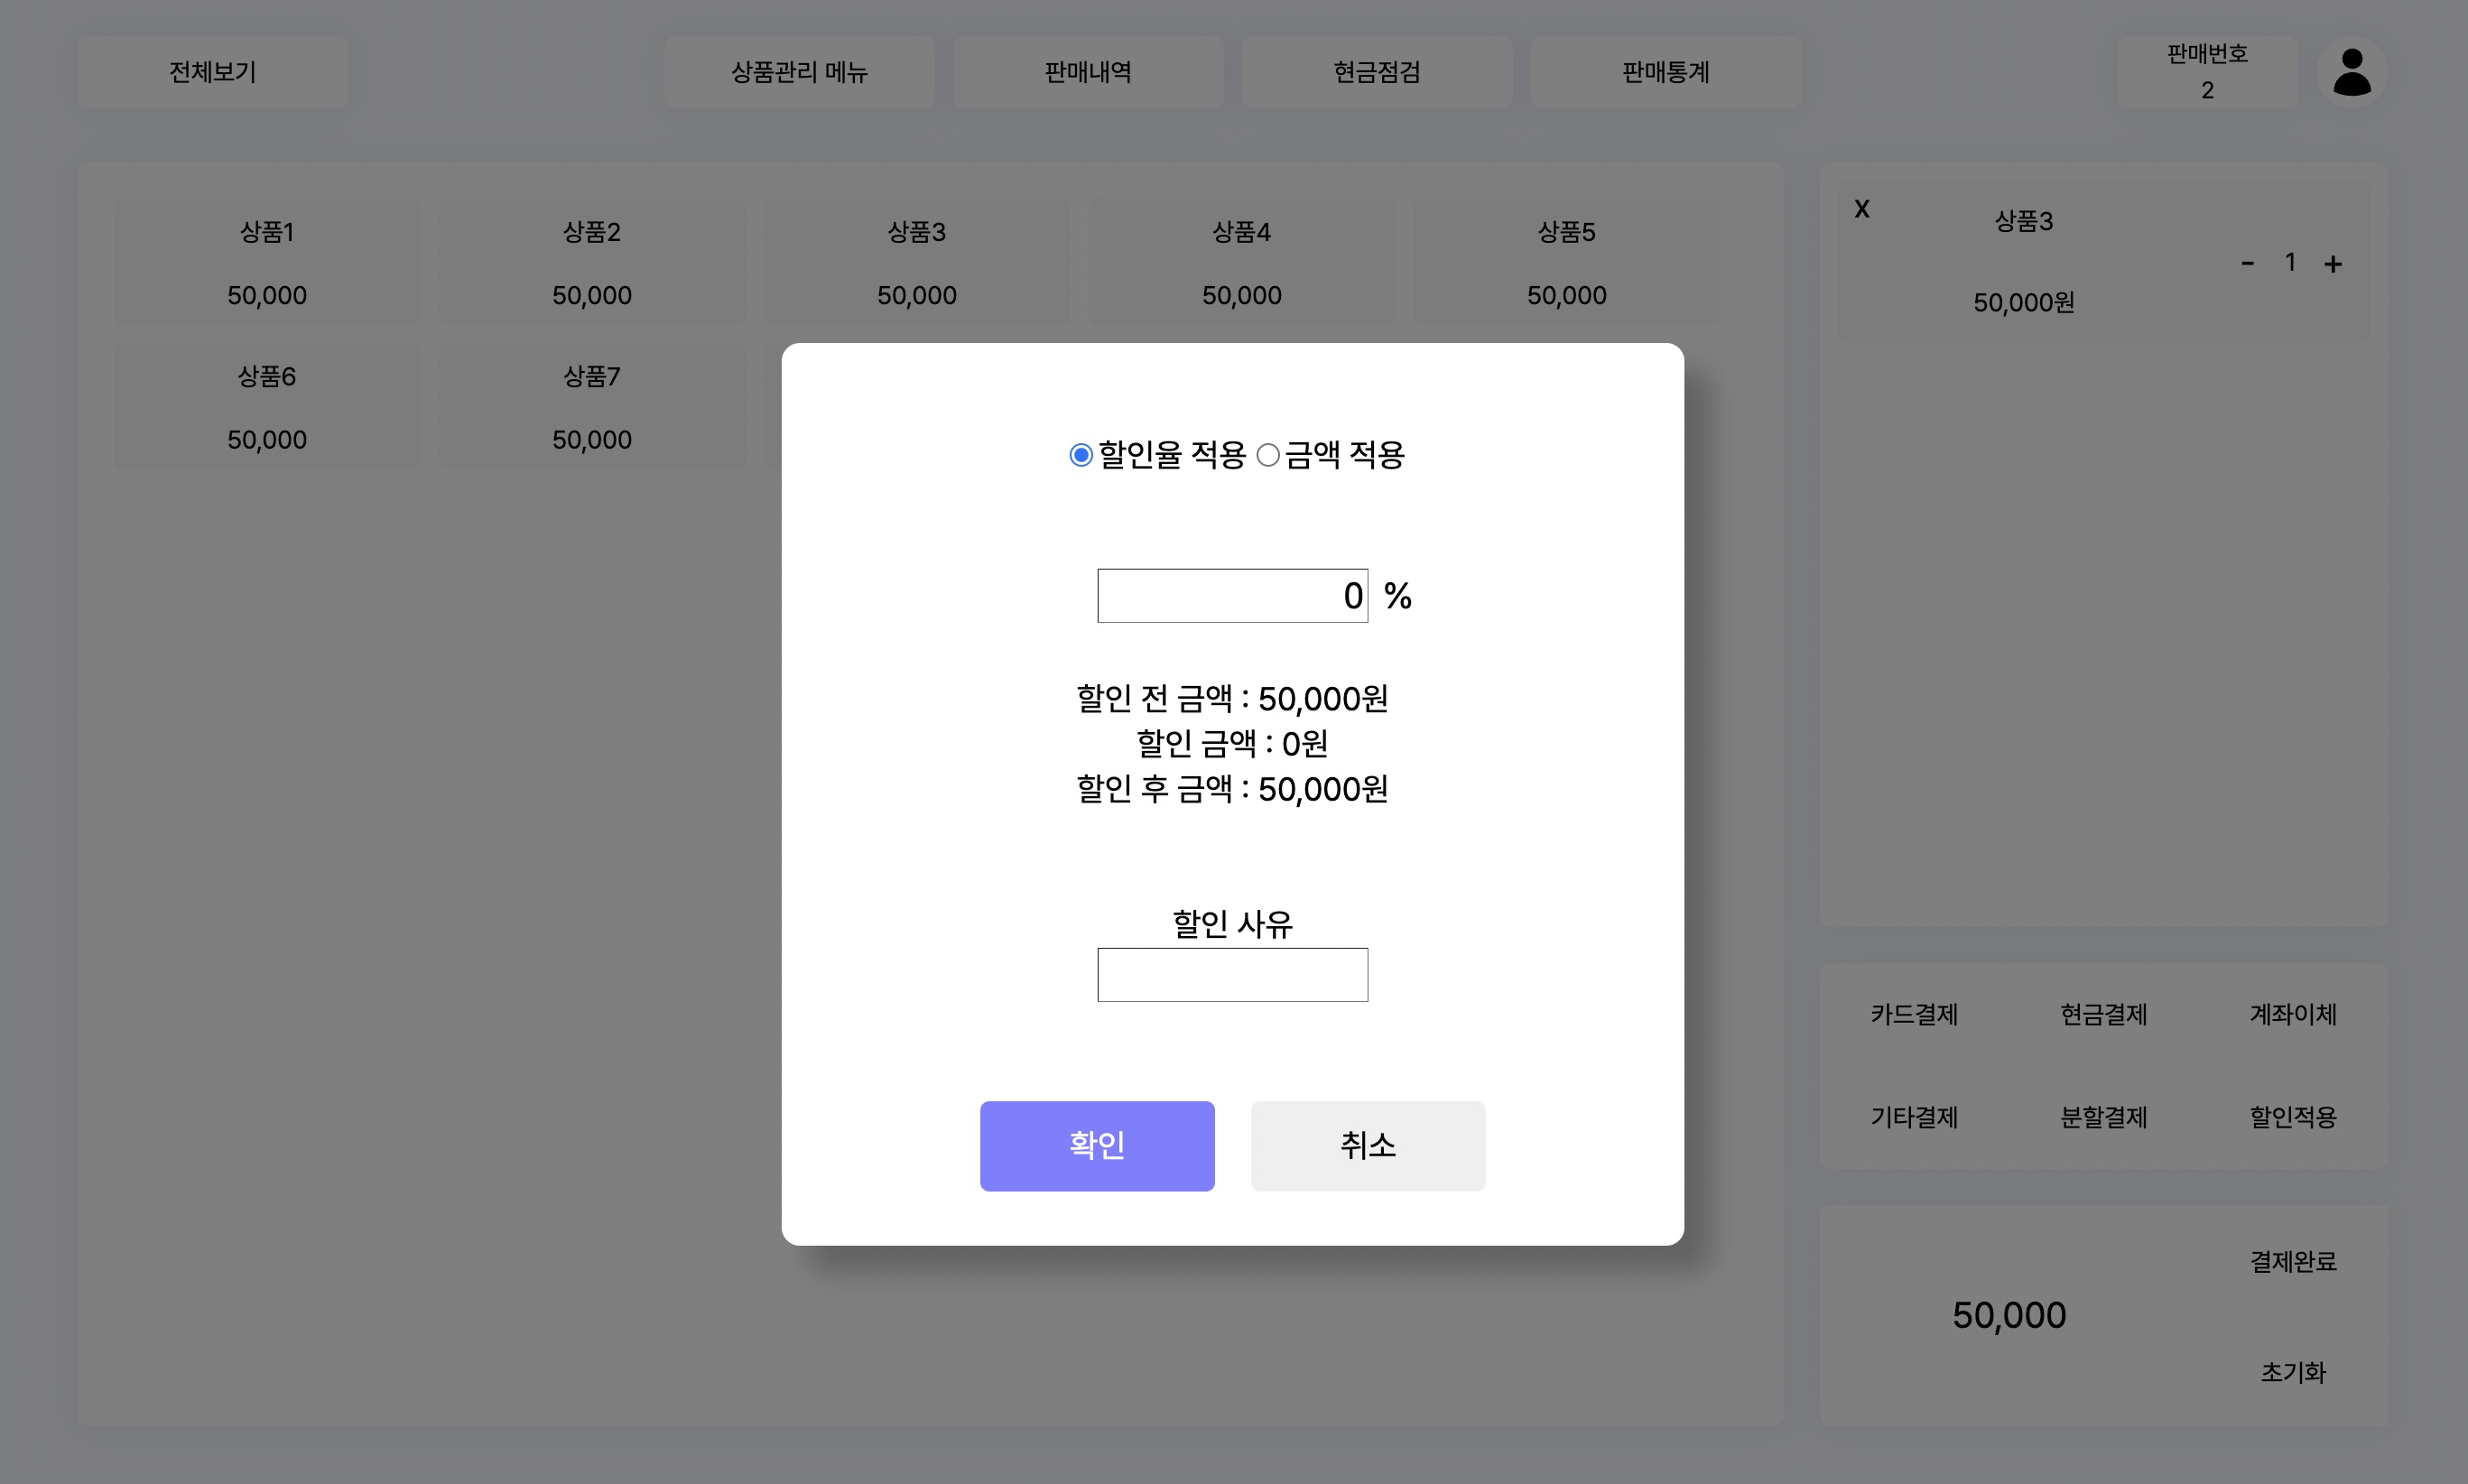 전체보기
상품관리 메뉴
판매내역
현금점검
판매통계
판매번호
2
상품1
50,000
상품2
50,000
상품3
50,000
상품4
50,000
상품5
50,000
상품6
50,000
상품7
50,000
X
상품3
- 1 +
50,000원
할인율 적용 금액 적용
0 %
할인 전 금액 : 50,000원
할인 금액 : 0원
할인 후 금액 : 50,000원
할인 사유
확인
취소
카드결제
현금결제
계좌이체
기타결제
분할결제
할인적용
결제완료
50,000
초기화